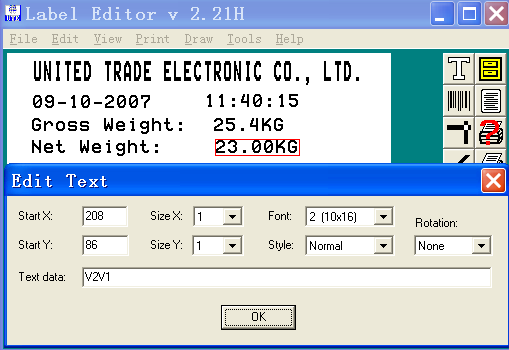 Label Editor v 2.21H
File Edit View Print Draw Tools Help
UNITED TRADE ELECTRONIC CO., LTD.
09-10-2007 11:40:15
Gross Weight: 25.4KG
Net Weight: 23.00KG
Edit Text
Start X: 208 Size X: 1 Font: 2 (10x16) Rotation:
Start Y: 86 Size Y: 1 Style: Normal None
Text data: V2V1
OK